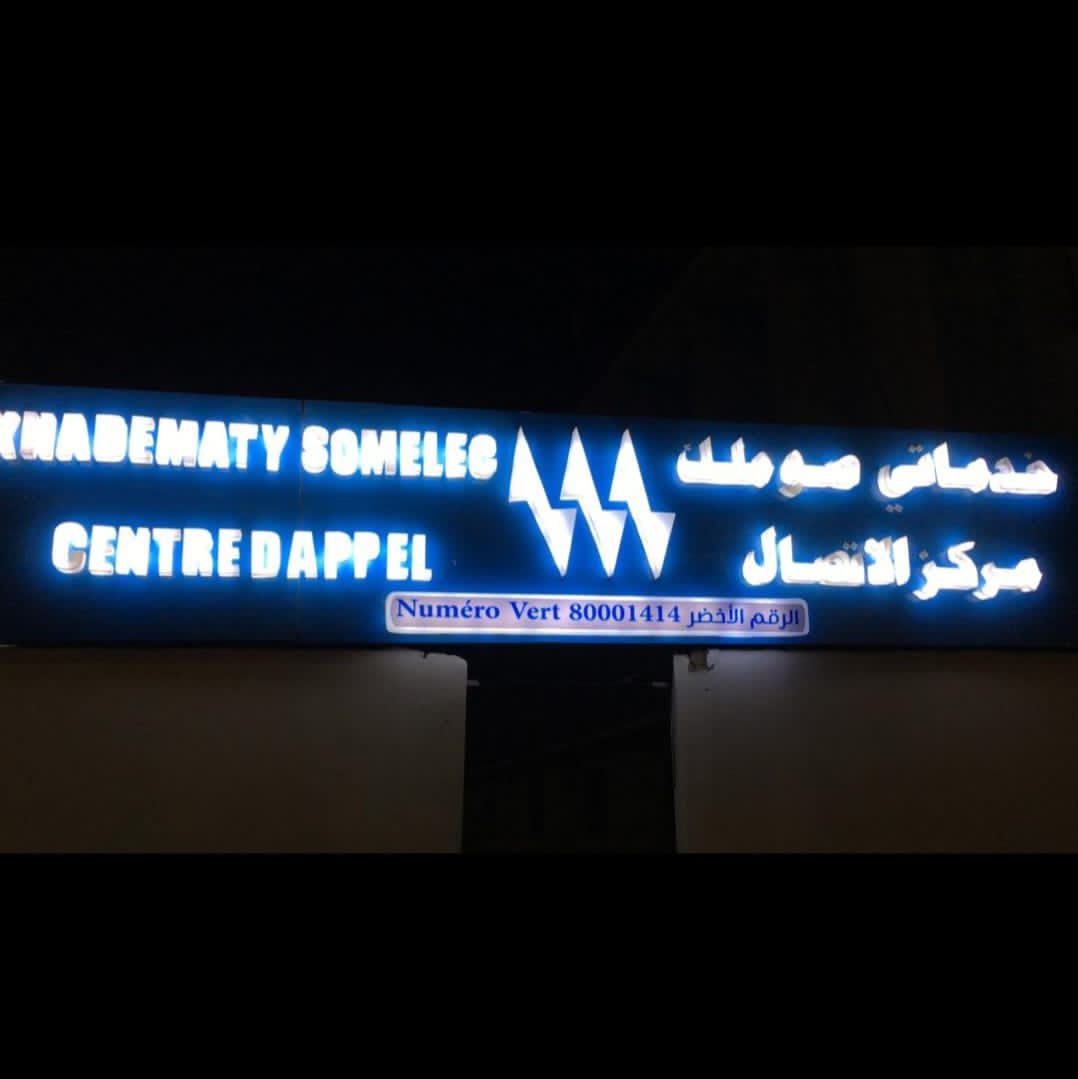 KHADEMATY SOMELEC
CENTRE DAPPEL
خدماتي صوملك
مركز الاتصال
Numéro Vert 80001414 الرقم الأخضر